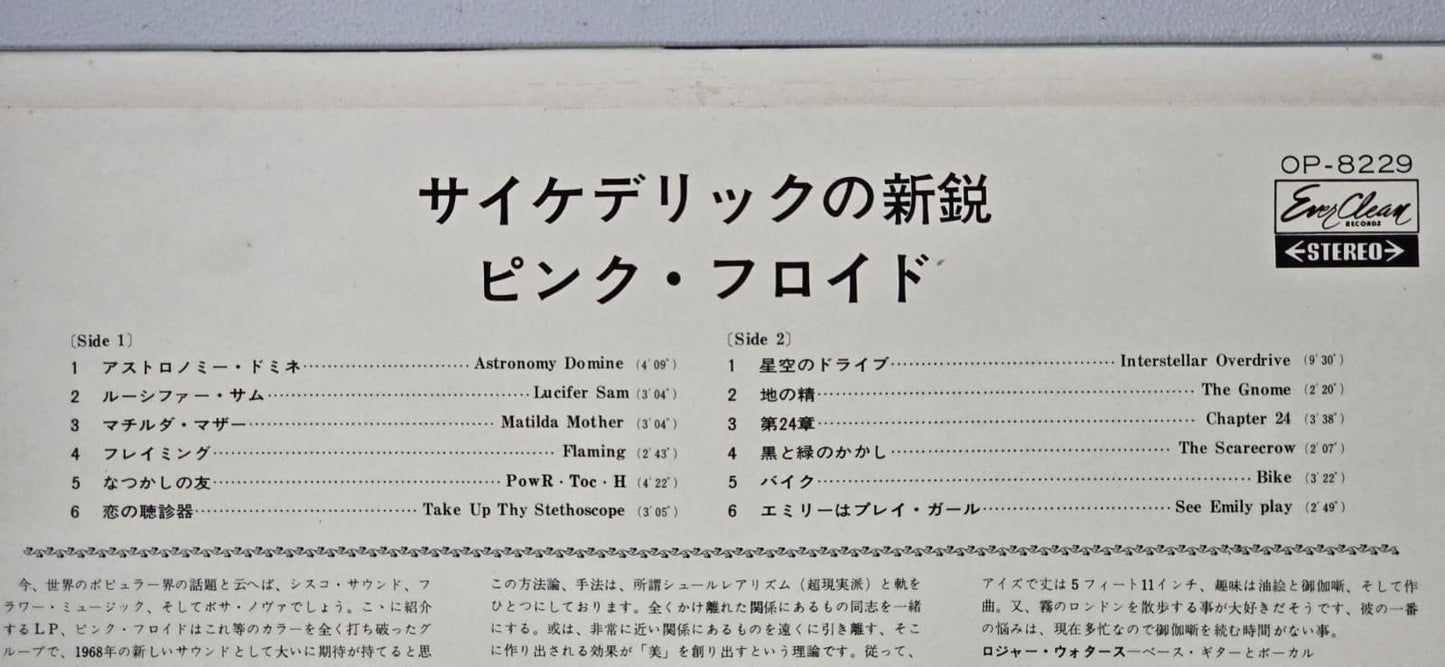 サイケデリックの新鋭
ピンク・フロイド
OP-8229
Ever Clean
RECORDS
STEREO
〔Side 1〕
1 アストロノミー・ドミネ Astronomy Domine (4′09″)
2 ルーシファー・サム Lucifer Sam (3′04″)
3 マチルダ・マザー Matilda Mother (3′04″)
4 フレイミング Flaming (2′43″)
5 なつかしの友 PowR・Toc・H (4′22″)
6 恋の聴診器 Take Up Thy Stethoscope (3′05″)
〔Side 2〕
1 星空のドライブ Interstellar Overdrive (9′30″)
2 地の精 The Gnome (2′20″)
3 第24章 Chapter 24 (3′38″)
4 黒と緑のかかし The Scarecrow (2′07″)
5 バイク Bike (3′22″)
6 エミリーはプレイ・ガール See Emily play (2′49″)
今、世界のポピュラー界の話題と云へば、シスコ・サウンド、フ
ラワー・ミュージック、そしてボサ・ノヴァでしょう。こゝに紹介
するLP、ピンク・フロイドはこれ等のカラーを全く打ち破ったグ
ループで、1968年の新しいサウンドとして大いに期待が持てると思
この方法論、手法は、所謂シュールレアリズム（超現実派）と軌を
ひとつにしております。全くかけ離れた関係にあるもの同志を一緒
にする。或は、非常に近い関係にあるものを遠くに引き離す、そこ
に作り出される効果が「美」を創り出すという理論です。従って、
アイズで丈は5フィート11インチ、趣味は油絵と御伽噺、そして作
曲。又、霧のロンドンを散歩する事が大好きだそうです、彼の一番
の悩みは、現在多忙なので御伽噺を続む時間がない事。
ロジャー・ウォタース―ベース・ギターとボーカル